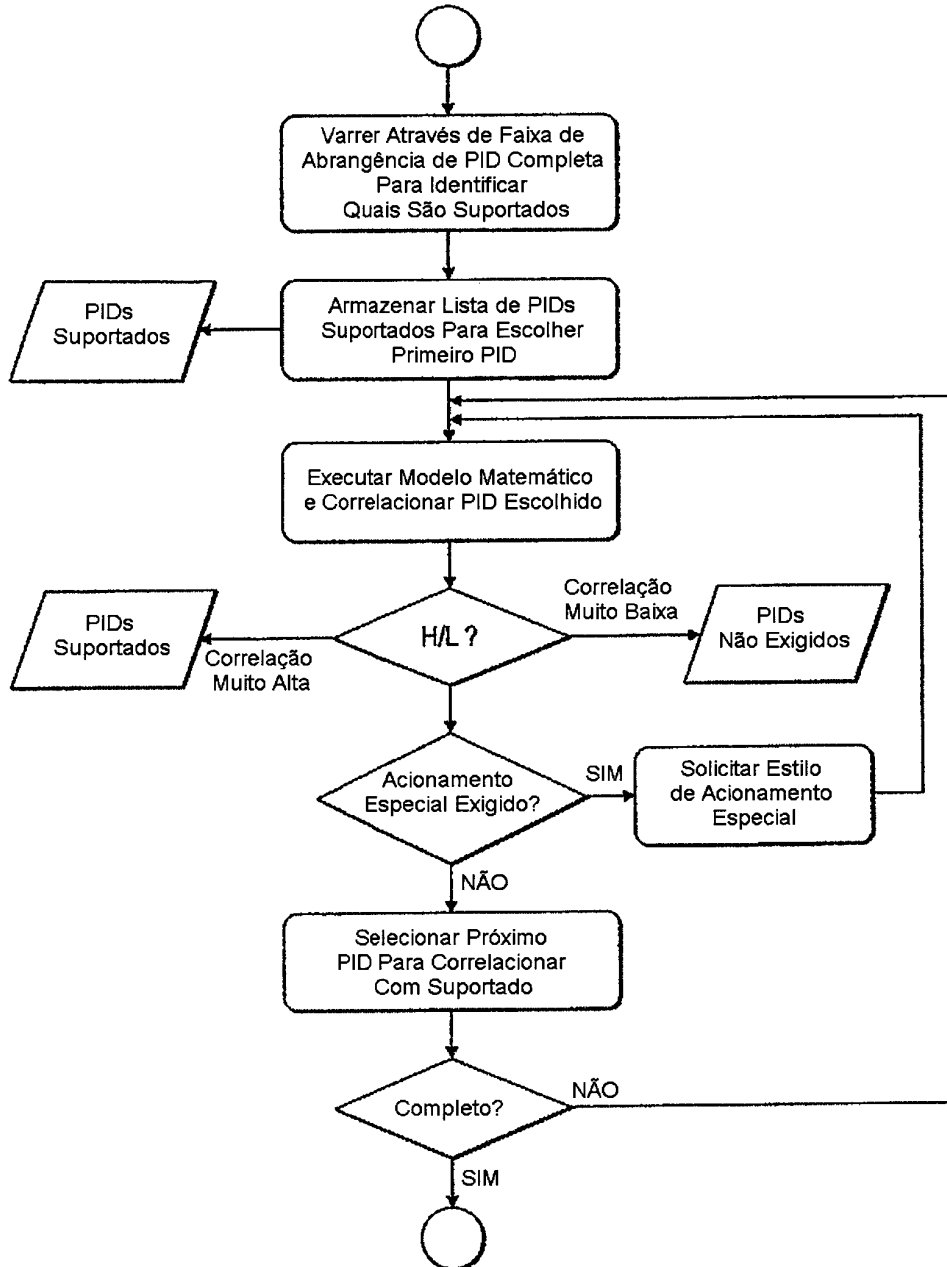 Varrer Através de Faixa de
Abrangência de PID Completa
Para Identificar
Quais São Suportados
PIDs
Suportados
Armazenar Lista de PIDs
Suportados Para Escolher
Primeiro PID
Executar Modelo Matemático
e Correlacionar PID Escolhido
PIDs
Suportados
Correlação
Muito Alta
H/L ?
Correlação
Muito Baixa
PIDs
Não Exigidos
Acionamento
Especial Exigido?
SIM
Solicitar Estilo
de Acionamento
Especial
NÃO
Selecionar Próximo
PID Para Correlacionar
Com Suportado
Completo?
NÃO
SIM